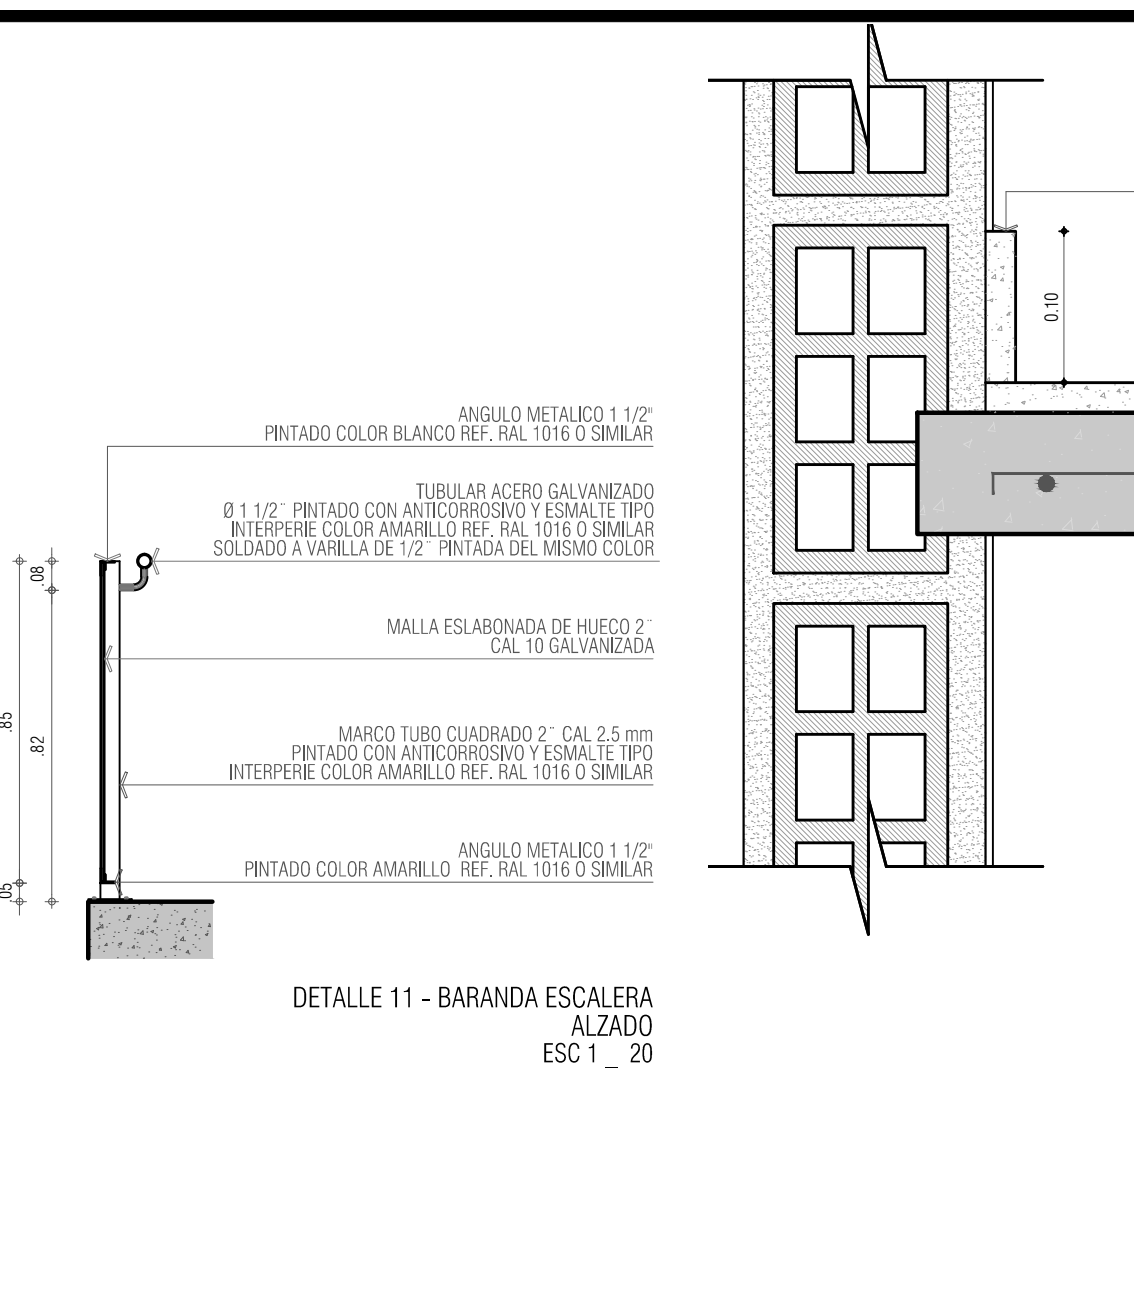 ANGULO METALICO 1 1/2"
PINTADO COLOR BLANCO REF. RAL 1016 O SIMILAR
TUBULAR ACERO GALVANIZADO
Ø 1 1/2¨ PINTADO CON ANTICORROSIVO Y ESMALTE TIPO
INTERPERIE COLOR AMARILLO REF. RAL 1016 O SIMILAR
SOLDADO A VARILLA DE 1/2¨ PINTADA DEL MISMO COLOR
MALLA ESLABONADA DE HUECO 2¨
CAL 10 GALVANIZADA
MARCO TUBO CUADRADO 2¨ CAL 2.5 mm
PINTADO CON ANTICORROSIVO Y ESMALTE TIPO
INTERPERIE COLOR AMARILLO REF. RAL 1016 O SIMILAR
ANGULO METALICO 1 1/2"
PINTADO COLOR AMARILLO REF. RAL 1016 O SIMILAR
.08
.85
.82
.05
DETALLE 11 - BARANDA ESCALERA
ALZADO
ESC 1 _ 20
0.10